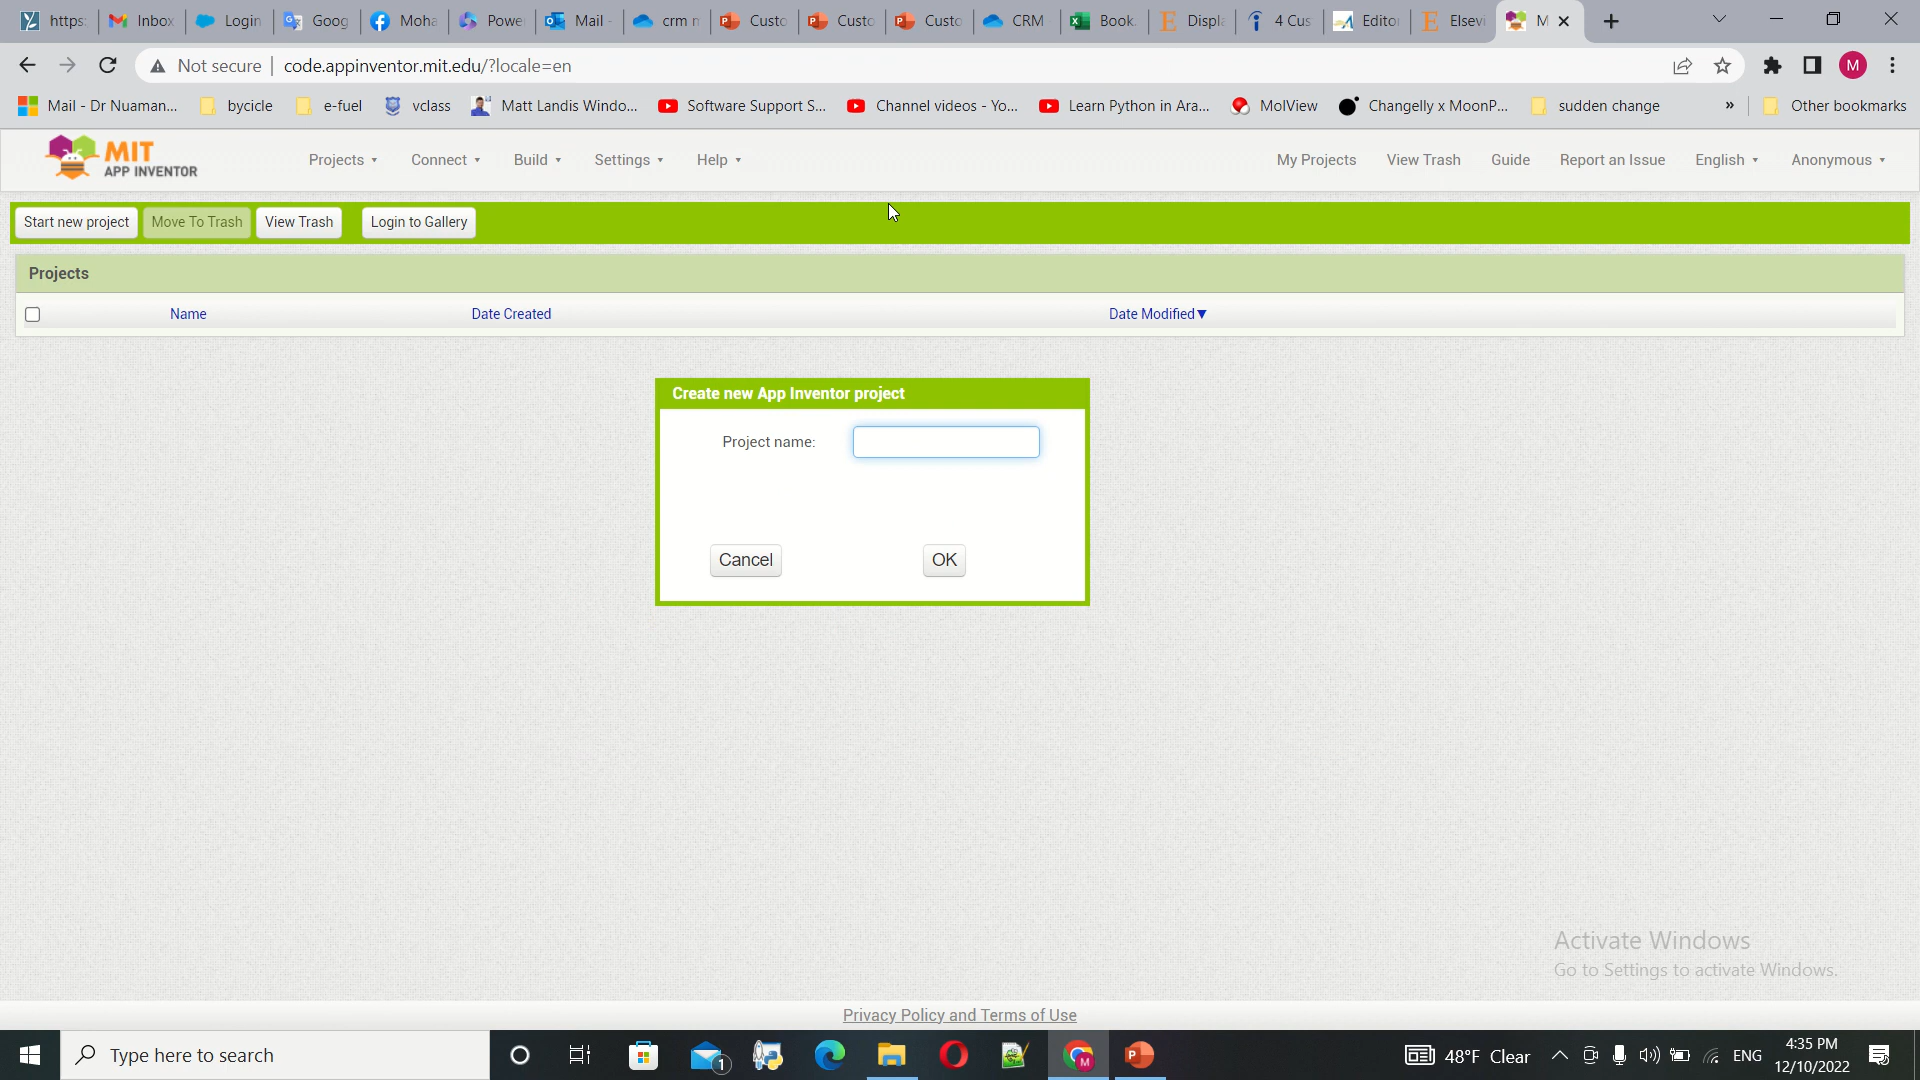 https:
Inbox
Login
Goog
Moha
Powe
Mail -
crm m
Custo
Custo
Custo
CRM
Book.
Displa
4 Cus
Edito
Elsevi
M
Not secure
code.appinventor.mit.edu/?locale=en
M
Mail - Dr Nuaman...
bycicle
e-fuel
vclass
Matt Landis Windo...
Software Support S...
Channel videos - Yo...
Learn Python in Ara...
MolView
Changelly x MoonP...
sudden change
»
Other bookmarks
MIT
APP INVENTOR
Projects
Connect
Build
Settings
Help
My Projects
View Trash
Guide
Report an Issue
English
Anonymous
Start new project
Move To Trash
View Trash
Login to Gallery
Projects
Name
Date Created
Date Modified▼
Create new App Inventor project
Project name:
Cancel
OK
Activate Windows
Go to Settings to activate Windows.
Privacy Policy and Terms of Use
Type here to search
1
48°F Clear
ENG
4:35 PM
12/10/2022